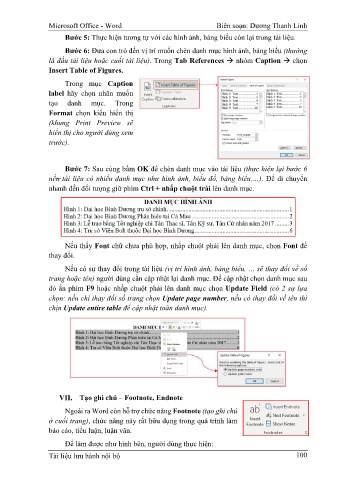 Microsoft Office - Word Biên soạn: Dương Thanh Linh
Bước 5: Thực hiện tương tự với các hình ảnh, bảng biểu còn lại trong tài liệu.
Bước 6: Đưa con trỏ đến vị trí muốn chèn danh mục hình ảnh, bảng biểu (thường
là đầu tài liệu hoặc cuối tài liệu). Trong Tab References → nhóm Caption → chọn
Insert Table of Figures.
Trong mục Caption
label hãy chọn nhãn muốn
tạo danh mục. Trong
Format chọn kiểu hiển thị
(khung Print Preview sẽ
hiển thị cho người dùng xem
trước).
Insert Table of Figures
Insert
Caption
Cross-reference
Captions
Bước 7: Sau cùng bấm OK để chèn danh mục vào tài liệu (thực hiện lại bước 6
nếu tài liệu có nhiều danh mục như hình ảnh, biểu đồ, bảng biểu,…). Để di chuyển
nhanh đến đối tượng giữ phím Ctrl + nhấp chuột trái lên danh mục.
DANH MỤC HÌNH ẢNH
Hình 1: Đại học Bình Dương trụ sở chính 1
Hình 2: Đại học Bình Dương Phân hiệu tại Cà Mau 2
Hình 3: Lễ trao bằng Tốt nghiệp chi Tân Thạc sĩ, Tân Kỹ sư, Tân Cử nhân năm 2017 3
Hình 4: Trụ sở Viện Bơft thuộc Đại học Bình Dương 6
Nếu thấy Font chữ chưa phù hợp, nhấp chuột phải lên danh mục, chọn Font để
thay đổi.
Nếu có sự thay đổi trong tài liệu (vị trí hình ảnh, bảng biểu, … sẽ thay đổi về số
trang hoặc tên) người dùng cần cập nhật lại danh mục. Để cập nhật chọn danh mục sau
đó ấn phím F9 hoặc nhấp chuột phải lên danh mục chọn Update Field (có 2 sự lựa
chọn: nếu chỉ thay đổi số trang chọn Update page number, nếu có thay đổi về tên thì
chọn Update entire table để cập nhật toàn danh mục).
DANH MỤC
Update Table of Figures
Update page numbers only
Update entire table
OK Cancel
VII. Tạo ghi chú – Footnote, Endnote
Ngoài ra Word còn hỗ trợ chức năng Footnote (tạo ghi chú
ở cuối trang), chức năng này rất hữu dụng trong quá trình làm
báo cáo, tiểu luận, luận văn.
Insert Endnote
Next Footnote
Show Notes
Insert
Footnote
Footnotes
Để làm được như hình bên, người dùng thực hiện:
Tài liệu lưu hành nội bộ 100